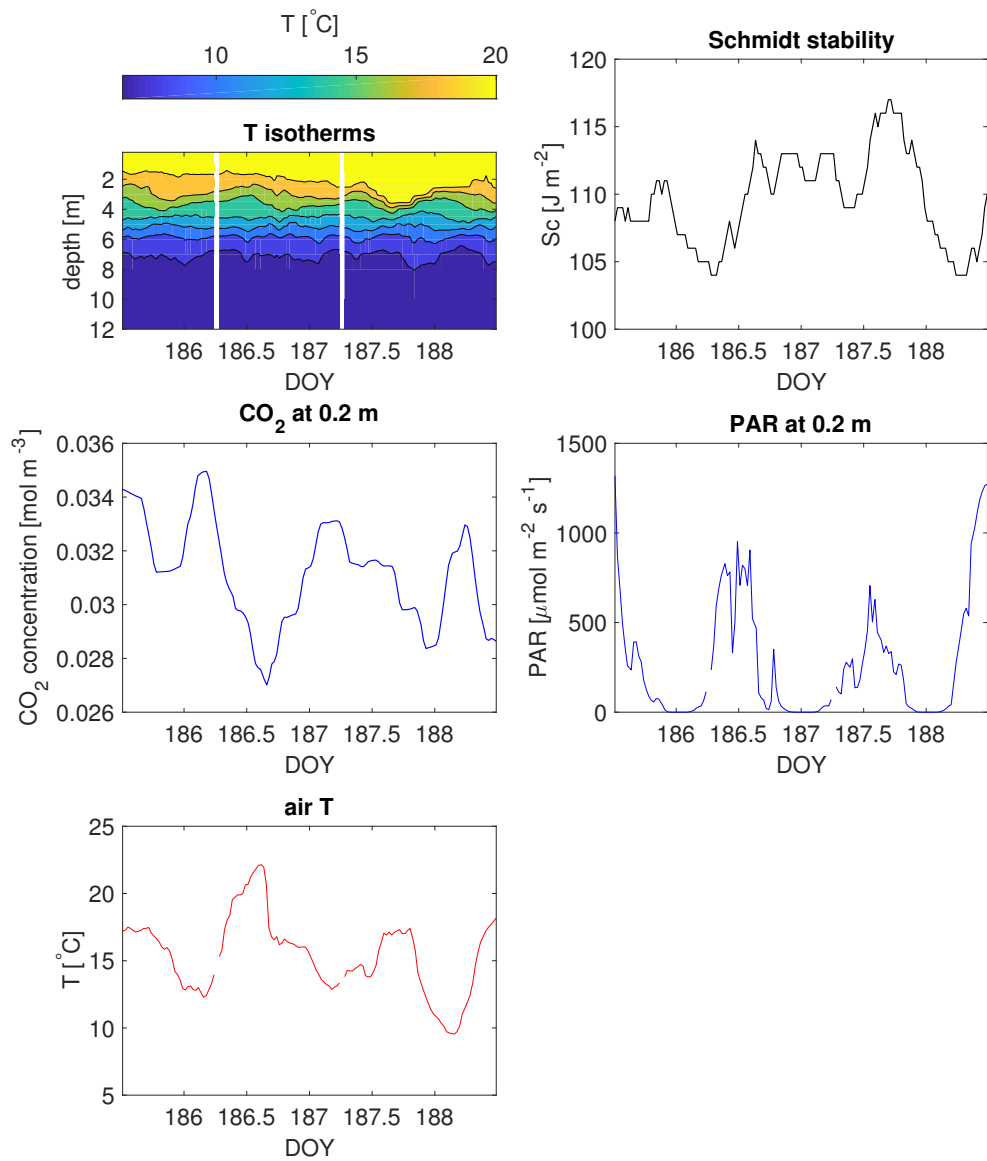 T [°C]
10 15 20
T isotherms
depth [m]
2
4
6
8
10
12
186 186.5 187 187.5 188
DOY
Schmidt stability
Sc [J m-2]
120
115
110
105
100
186 186.5 187 187.5 188
DOY
CO2 at 0.2 m
CO2 concentration [mol m-3]
0.036
0.034
0.032
0.03
0.028
0.026
186 186.5 187 187.5 188
DOY
PAR at 0.2 m
PAR [μmol m-2 s-1]
1500
1000
500
0
186 186.5 187 187.5 188
DOY
air T
T [°C]
25
20
15
10
5
186 186.5 187 187.5 188
DOY